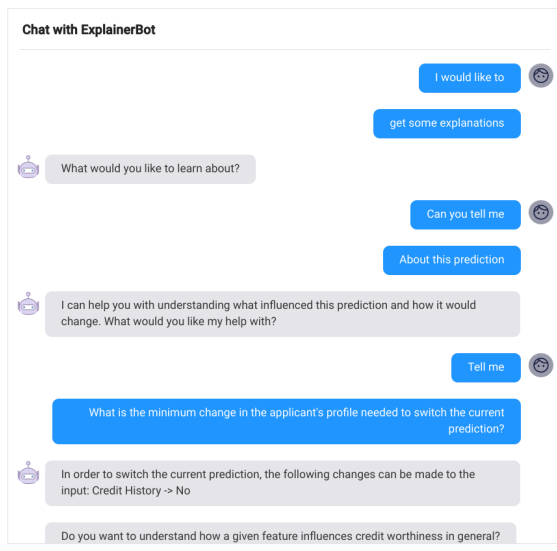 Chat with ExplainerBot
I would like to
get some explanations
What would you like to learn about?
Can you tell me
About this prediction
I can help you with understanding what influenced this prediction and how it would
change. What would you like my help with?
Tell me
What is the minimum change in the applicant's profile needed to switch the current
prediction?
In order to switch the current prediction, the following changes can be made to the
input: Credit History -> No
Do you want to understand how a given feature influences credit worthiness in general?